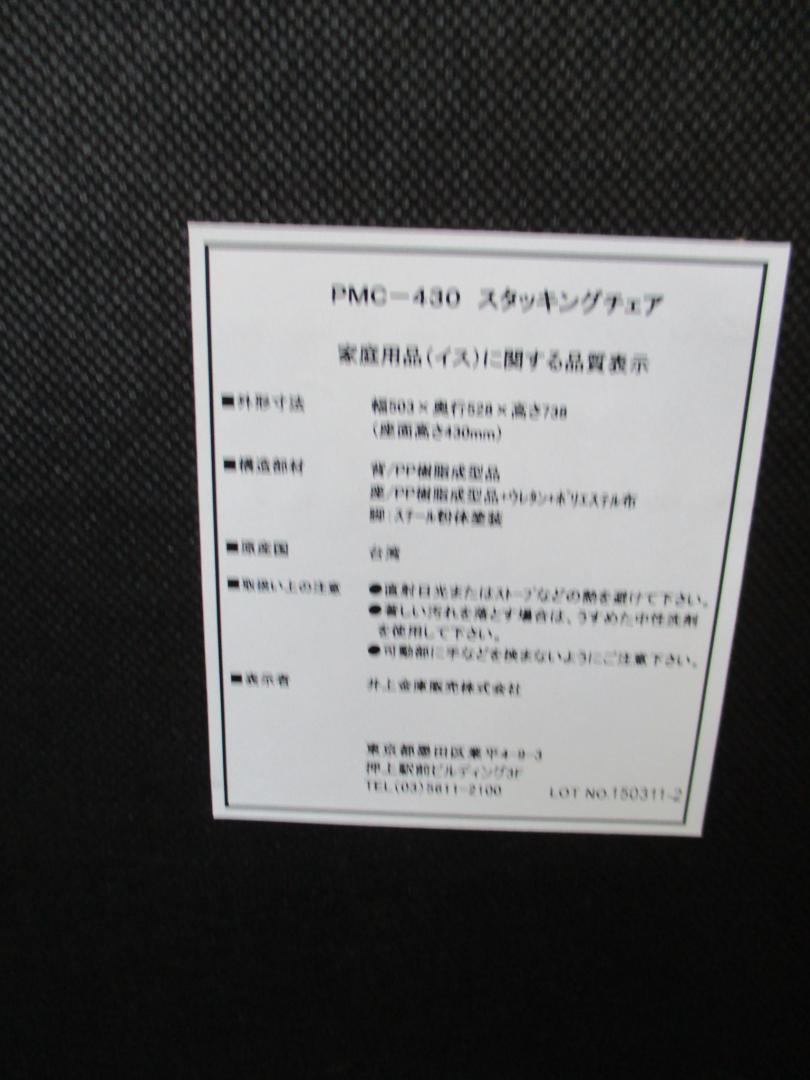 PMC-430 スタッキングチェア
家庭用品(イス)に関する品質表示
■外形寸法 幅503×奥行528×高さ738
(座面高さ430mm)
■構造部材 背/PP樹脂成型品
座/PP樹脂成型品+ウレタン+ポリエステル布
脚:スチール粉体塗装
■原産国 台湾
■取扱い上の注意 ●直射日光またはストーブなどの熱を避けて下さい。
●著しい汚れを落とす場合は、うすめた中性洗剤
を使用して下さい。
●可動部に手などを挟まないようにご注意下さい。
■表示者 井上金庫販売株式会社
東京都墨田区業平4-9-3
押上駅前ビルディング3F
TEL(03)5611-2100 LOT NO.150311-2